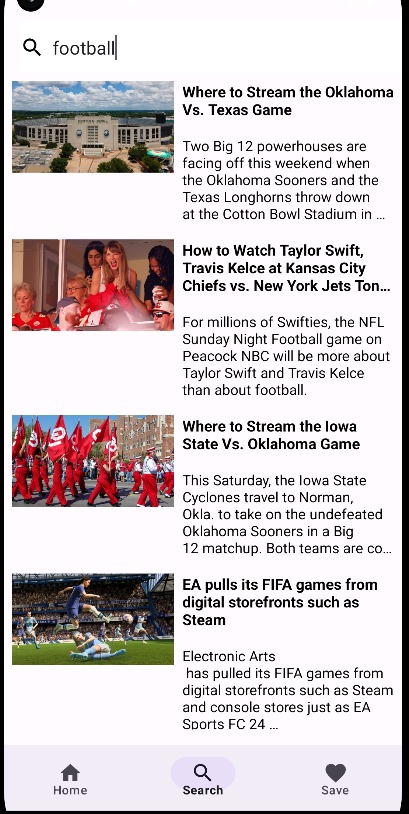 football
Where to Stream the Oklahoma
Vs. Texas Game
Two Big 12 powerhouses are
facing off this weekend when
the Oklahoma Sooners and the
Texas Longhorns throw down
at the Cotton Bowl Stadium in …
How to Watch Taylor Swift,
Travis Kelce at Kansas City
Chiefs vs. New York Jets Ton…
For millions of Swifties, the NFL
Sunday Night Football game on
Peacock NBC will be more about
Taylor Swift and Travis Kelce
than about football.
Where to Stream the Iowa
State Vs. Oklahoma Game
This Saturday, the Iowa State
Cyclones travel to Norman,
Okla. to take on the undefeated
Oklahoma Sooners in a Big
12 matchup. Both teams are co…
EA pulls its FIFA games from
digital storefronts such as
Steam
Electronic Arts
has pulled its FIFA games from
digital storefronts such as Steam
and console stores just as EA
Sports FC 24 …
Home
Search
Save